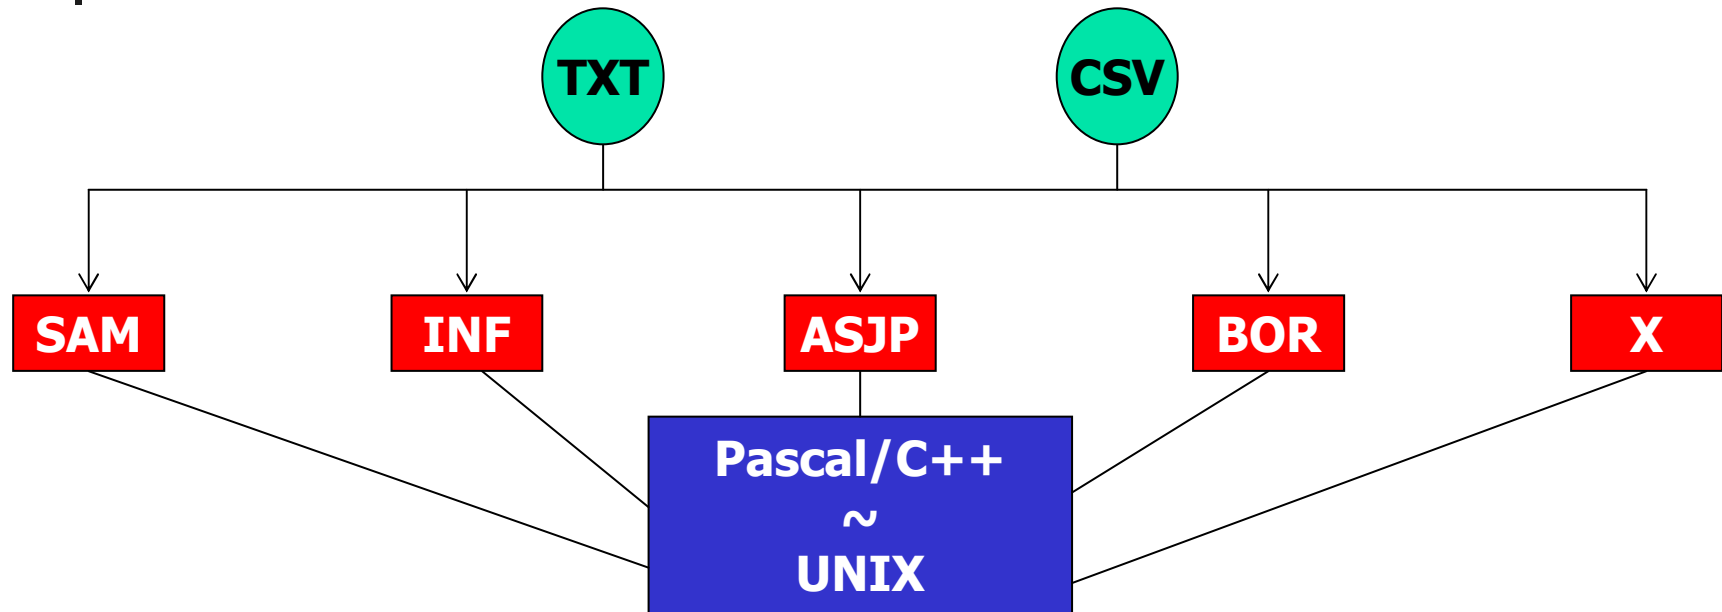 TXT
CSV
SAM
INF
ASJP
BOR
X
Pascal/C++
~
UNIX